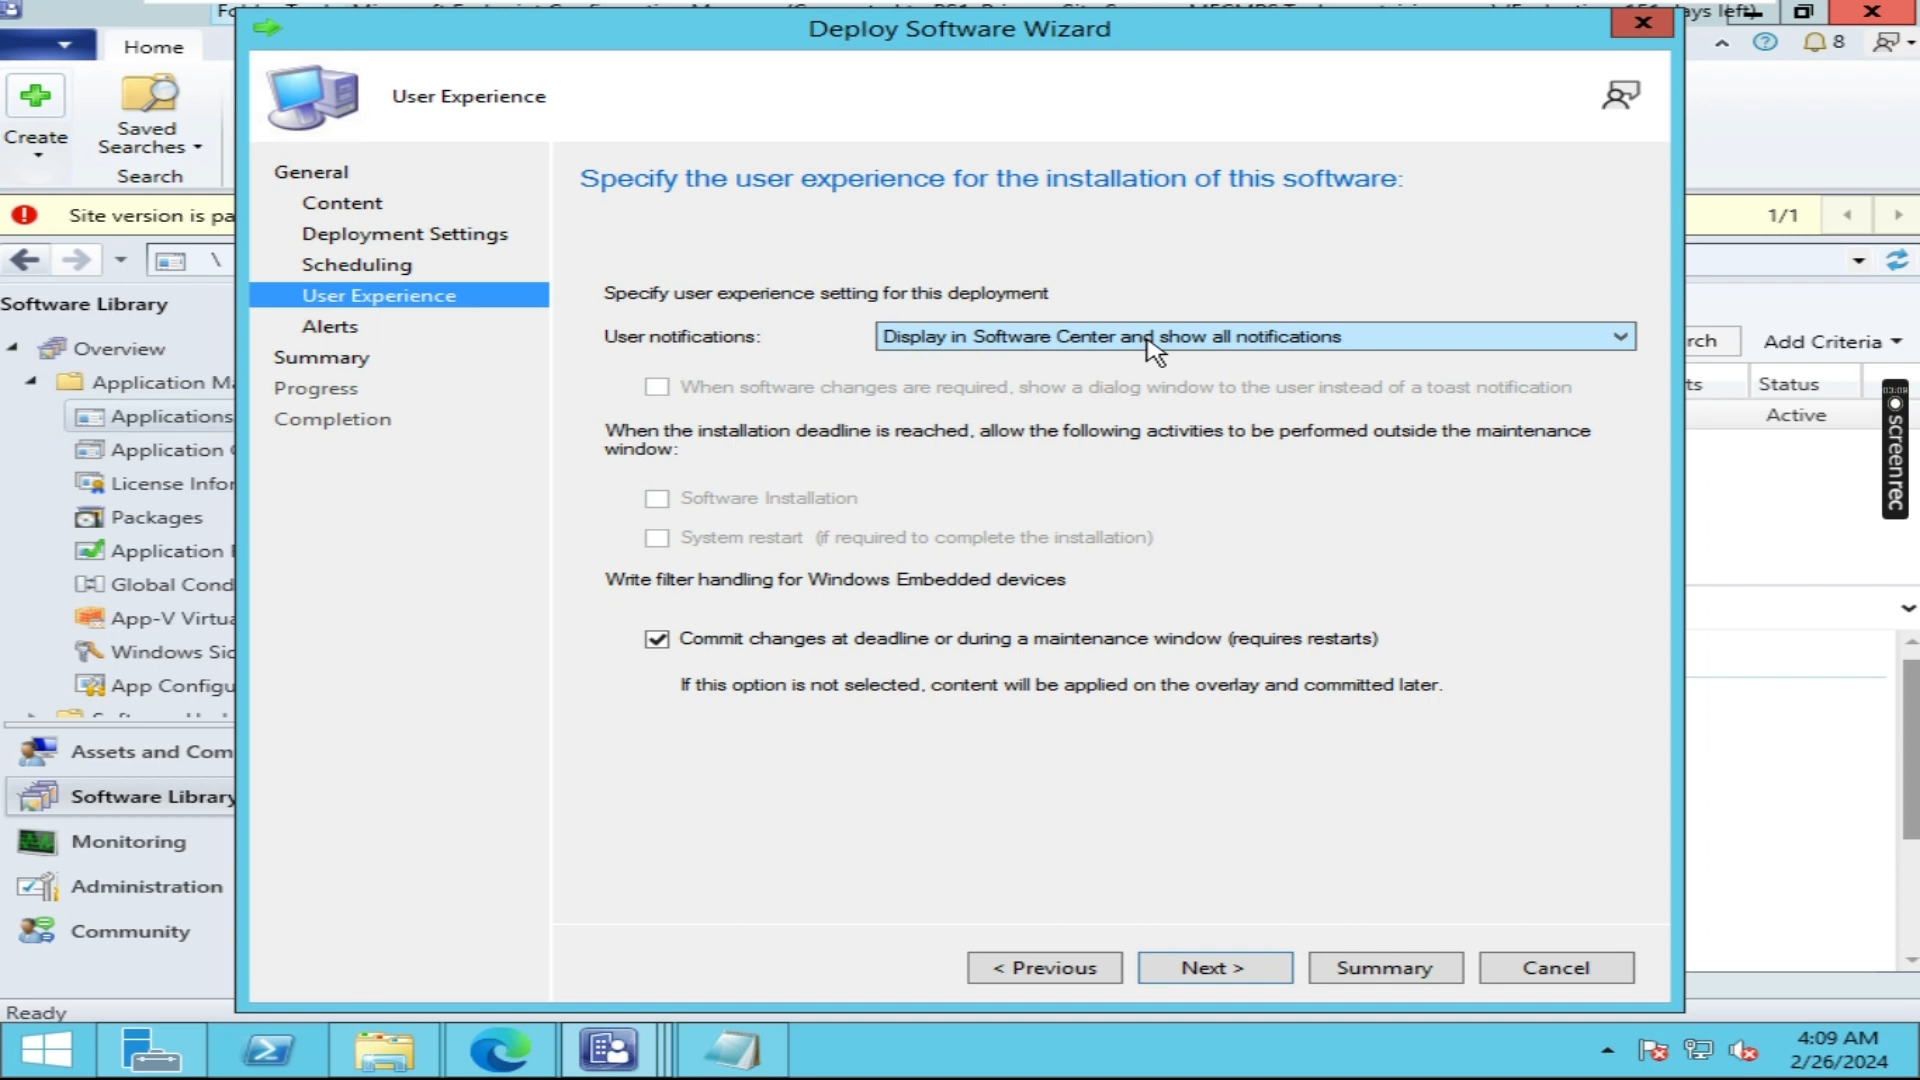 Deploy Software Wizard
Home
8
Create
Saved
Searches
Search
User Experience
Site version is pa
1/1
\
Software Library
Overview
Application Ma
Applications
Application
License Infor
Packages
Application
Global Cond
App-V Virtua
Windows Sid
App Configu
Assets and Com
Software Library
Monitoring
Administration
Community
Ready
General
Content
Deployment Settings
Scheduling
User Experience
Alerts
Summary
Progress
Completion
Specify the user experience for the installation of this software:
Specify user experience setting for this deployment
User notifications:
Display in Software Center and show all notifications
When software changes are required, show a dialog window to the user instead of a toast notification
When the installation deadline is reached, allow the following activities to be performed outside the maintenance
window:
Software Installation
System restart (if required to complete the installation)
Write filter handling for Windows Embedded devices
Commit changes at deadline or during a maintenance window (requires restarts)
If this option is not selected, content will be applied on the overlay and committed later.
< Previous
Next >
Summary
Cancel
rch
Add Criteria
ts
Status
Active
03:09
screenrec
4:09 AM
2/26/2024